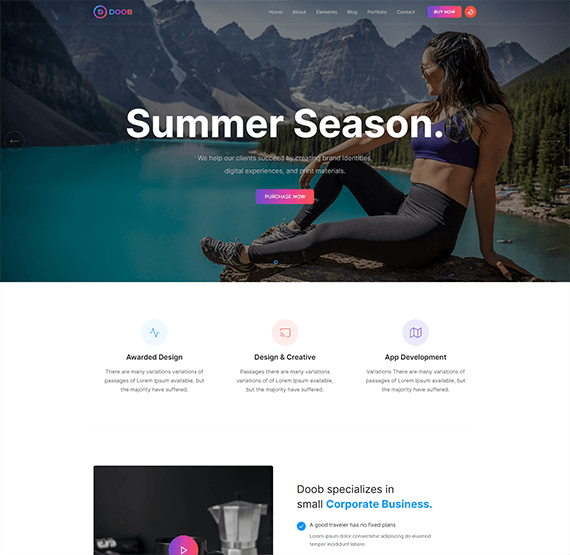 D DOOB
Home About Elements Blog Portfolio Contact BUY NOW
Summer Season.
We help our clients succeed by creating brand identities,
digital experiences, and print materials.
PURCHASE NOW
Awarded Design
There are many variations variations of
passages of Lorem Ipsum available, but
the majority have suffered.
Design & Creative
Passages there are many variations
variations of of Lorem Ipsum available,
but the majority have suffered.
App Development
Variations There are many variations of
passages of Lorem Ipsum available, but
the majority have suffered.
Doob specializes in
small Corporate Business.
A good traveler has no fixed plans
Lorem ipsum dolor consectetur adipiscing eiusmod
tempor incididunt labore